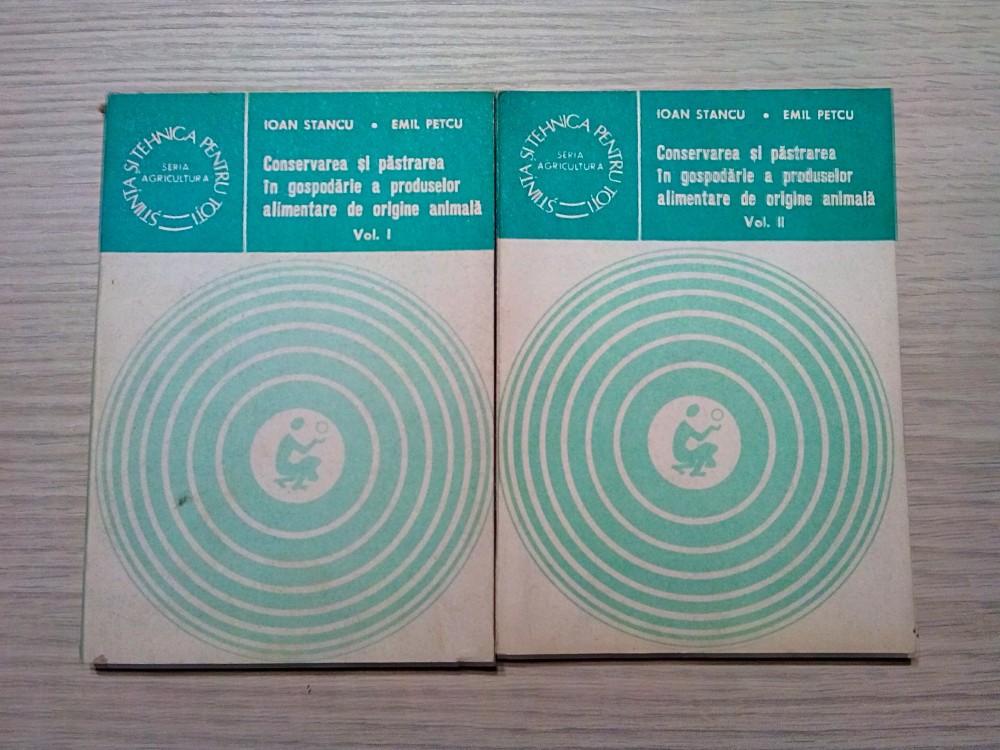 ȘTIINȚA ȘI TEHNICA PENTRU TOȚI
SERIA
AGRICULTURA
IOAN STANCU • EMIL PETCU
Conservarea și păstrarea
în gospodărie a produselor
alimentare de origine animală
Vol. I
ȘTIINȚA ȘI TEHNICA PENTRU TOȚI
SERIA
AGRICULTURA
IOAN STANCU • EMIL PETCU
Conservarea și păstrarea
în gospodărie a produselor
alimentare de origine animală
Vol. II